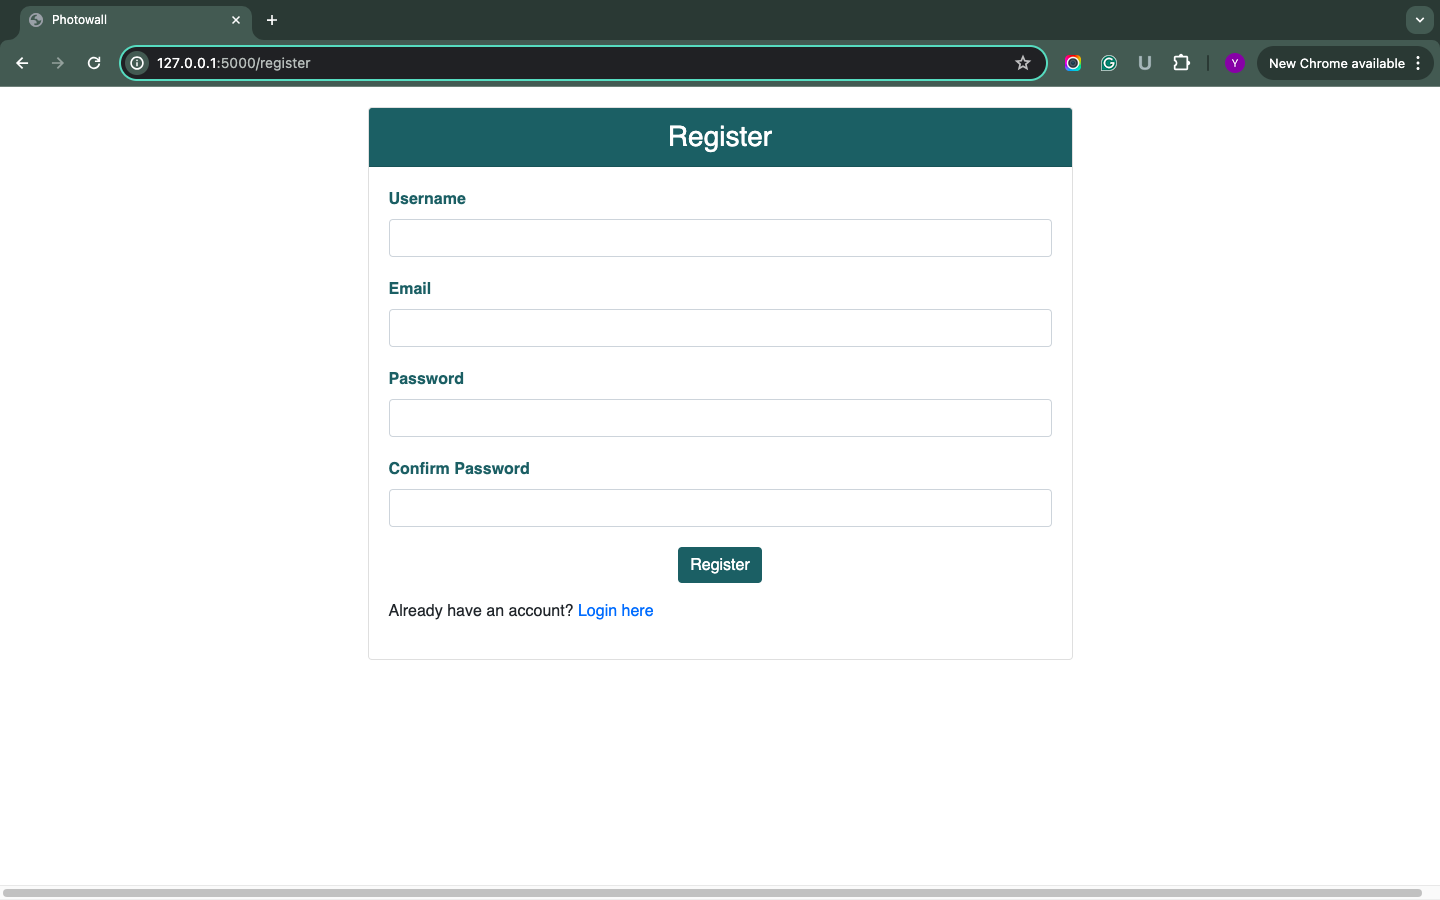 Photowall
127.0.0.1:5000/register
U
Y
New Chrome available
Register
Username
Email
Password
Confirm Password
Register
Already have an account? Login here